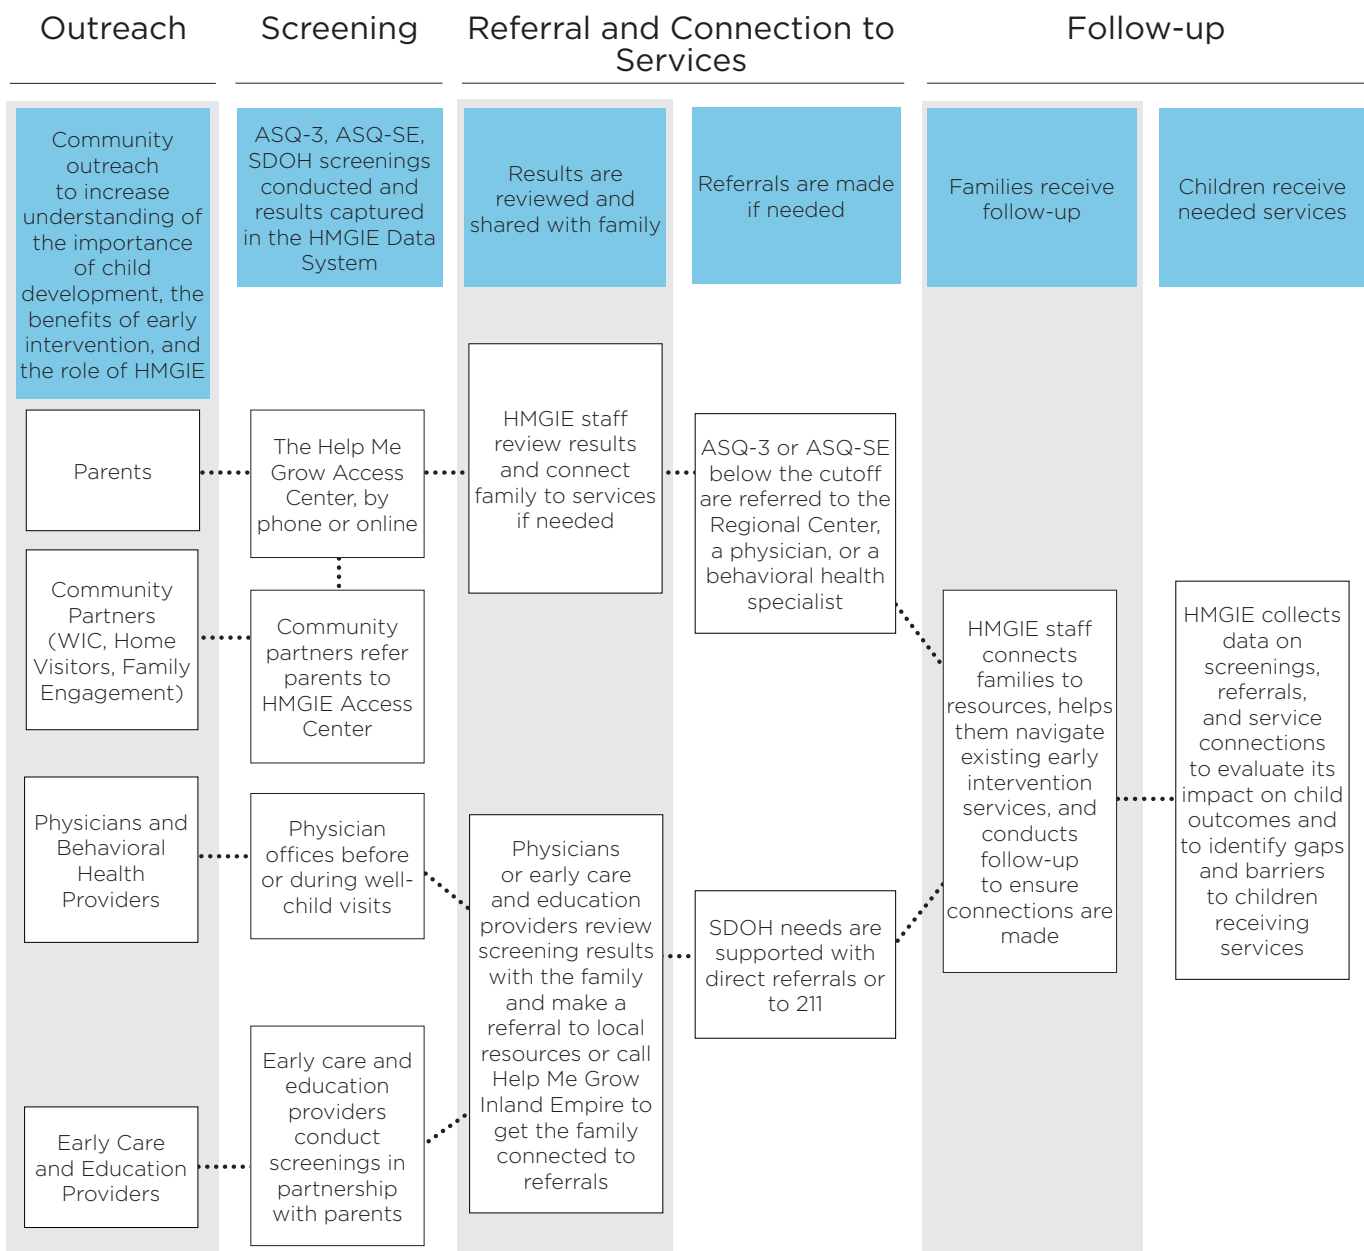 Outreach
Screening
Referral and Connection to
Services
Follow-up
Community
outreach
to increase
understanding of
the importance
of child
development, the
benefits of early
intervention, and
the role of HMGIE
ASQ-3, ASQ-SE,
SDOH screenings
conducted and
results captured
in the HMGIE Data
System
Results are
reviewed and
shared with family
Referrals are made
if needed
Families receive
follow-up
Children receive
needed services
Parents
The Help Me
Grow Access
Center, by
phone or online
HMGIE staff
review results
and connect
family to services
if needed
ASQ-3 or ASQ-SE
below the cutoff
are referred to the
Regional Center,
a physician, or a
behavioral health
specialist
Community
Partners
(WIC, Home
Visitors, Family
Engagement)
Community
partners refer
parents to
HMGIE Access
Center
Physicians and
Behavioral
Health
Providers
Physician
offices before
or during well-
child visits
Physicians
or early care
and education
providers review
screening results
with the family
and make a
referral to local
resources or call
Help Me Grow
Inland Empire to
get the family
connected to
referrals
SDOH needs are
supported with
direct referrals or
to 211
HMGIE staff
connects
families to
resources, helps
them navigate
existing early
intervention
services, and
conducts
follow-up
to ensure
connections are
made
HMGIE collects
data on
screenings,
referrals,
and service
connections
to evaluate its
impact on child
outcomes and
to identify gaps
and barriers
to children
receiving
services
Early Care
and Education
Providers
Early care and
education
providers
conduct
screenings in
partnership
with parents